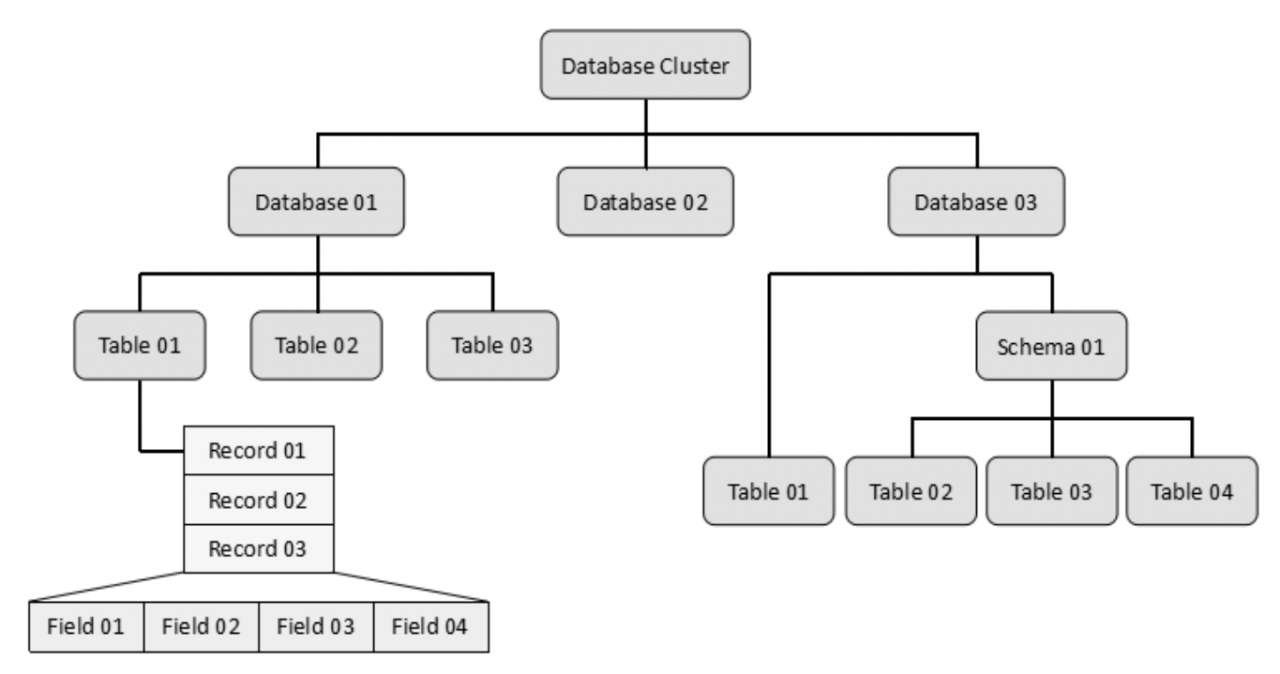 Database Cluster
Database 01
Database 02
Database 03
Table 01
Table 02
Table 03
Schema 01
Record 01
Record 02
Record 03
Table 01
Table 02
Table 03
Table 04
Field 01
Field 02
Field 03
Field 04